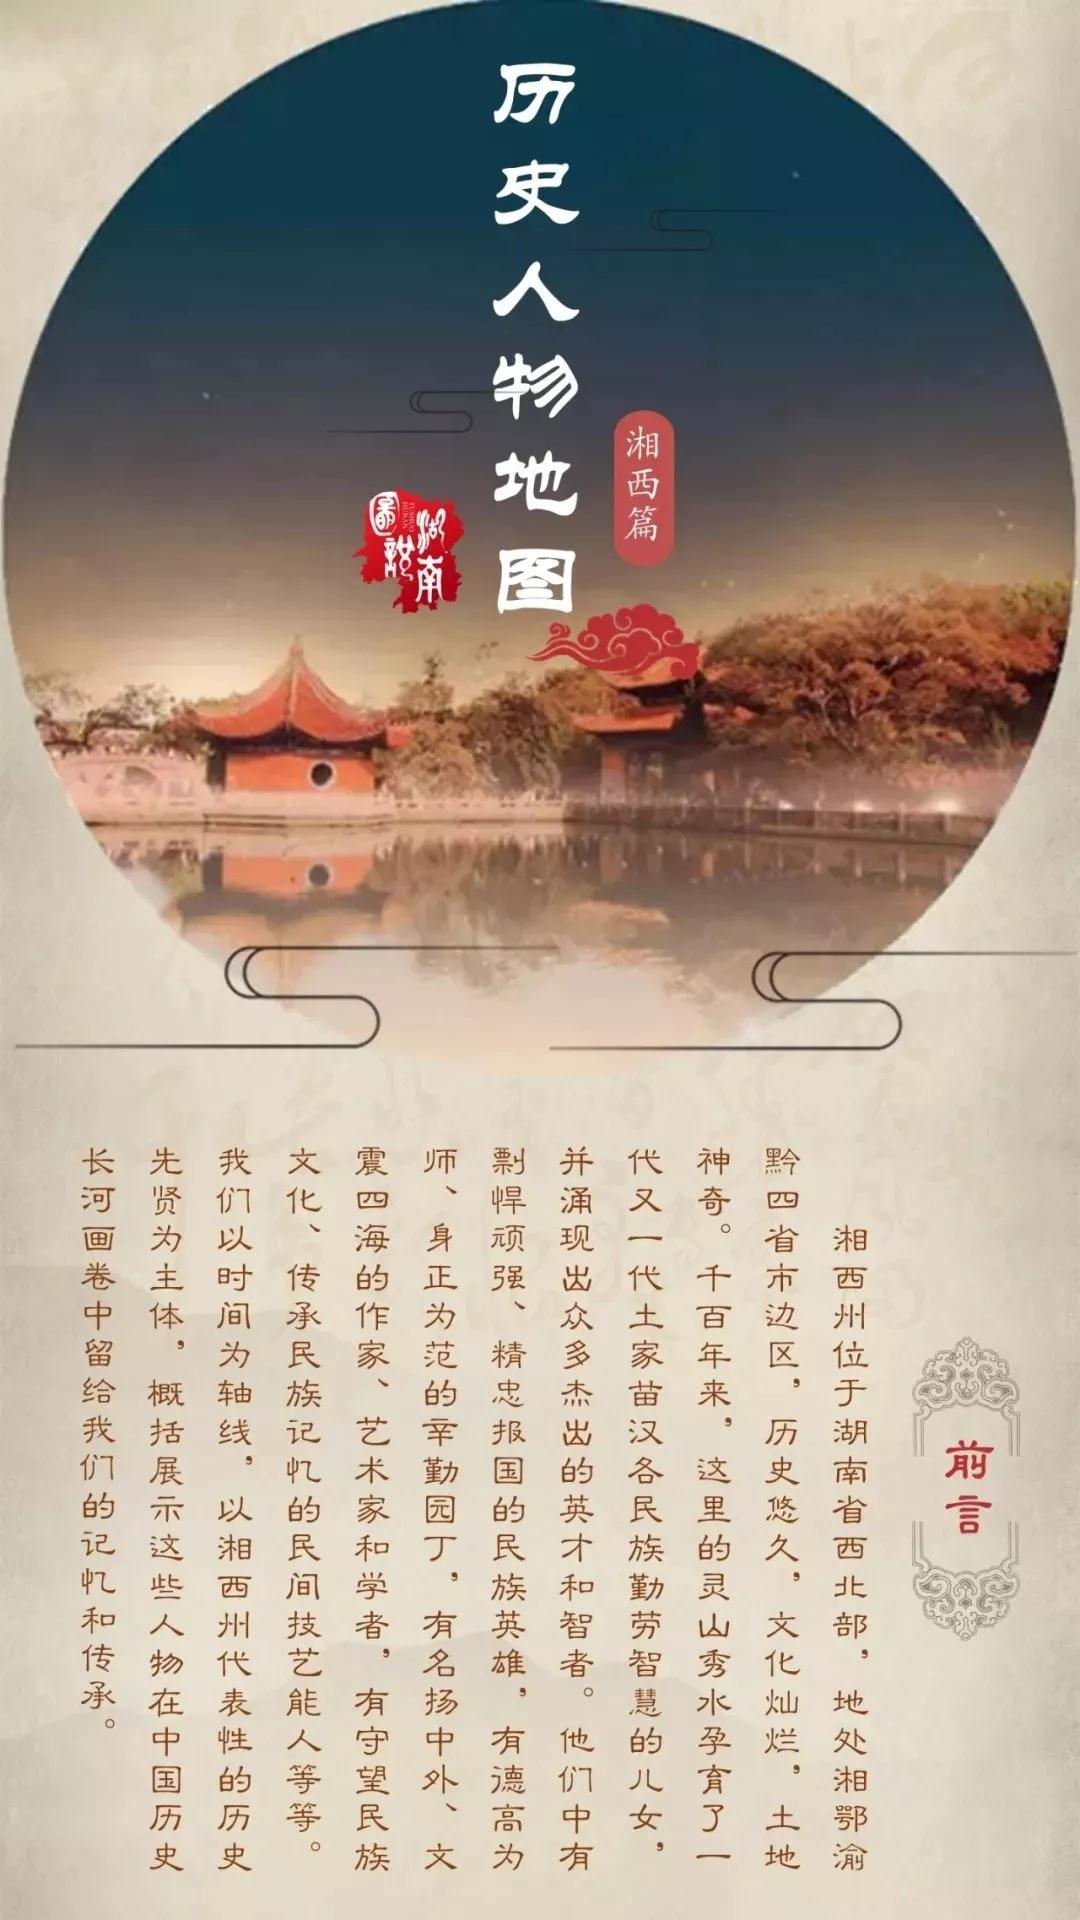 历史人物地图
湘西篇
湖南
圖說
TUSHUO
HUNAN
前言
湘西州位于湖南省西北部，地处湘鄂渝
黔四省市边区，历史悠久，文化灿烂，土地
神奇。千百年来，这里的灵山秀水孕育了一
代又一代土家苗汉各民族勤劳智慧的儿女，
并涌现出众多杰出的英才和智者。他们中有
剽悍顽强、精忠报国的民族英雄，有德高为
师、身正为范的辛勤园丁，有名扬中外、文
震四海的作家、艺术家和学者，有守望民族
文化、传承民族记忆的民间技艺能人等等。
我们以时间为轴线，以湘西州代表性的历史
先贤为主体，概括展示这些人物在中国历史
长河画卷中留给我们的记忆和传承。